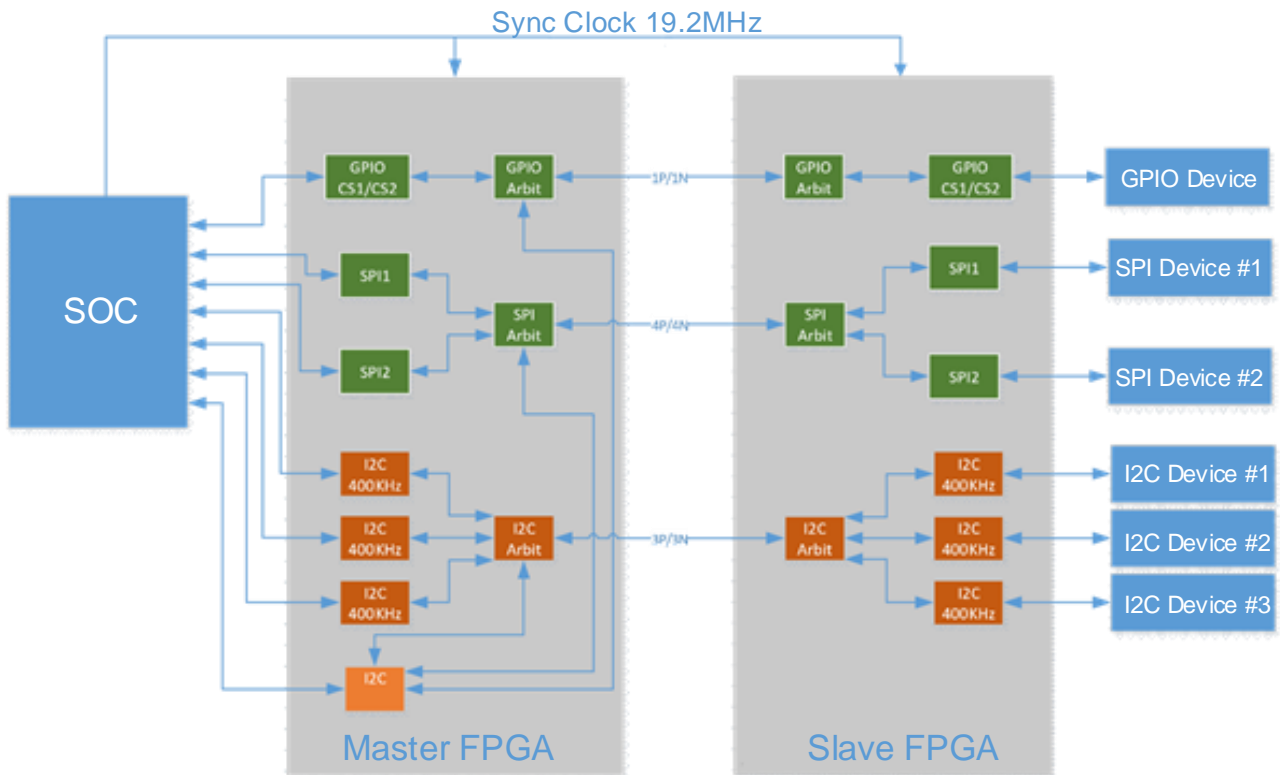 Sync Clock 19.2MHz
SOC
GPIO
CS1/CS2
GPIO
Arbit
1P/1N
GPIO
Arbit
GPIO
CS1/CS2
GPIO Device
SPI1
SPI1
SPI Device #1
SPI
Arbit
4P/4N
SPI
Arbit
SPI2
SPI2
SPI Device #2
I2C
400KHz
I2C
400KHz
I2C Device #1
I2C
400KHz
I2C
Arbit
3P/3N
I2C
Arbit
I2C
400KHz
I2C Device #2
I2C
400KHz
I2C
400KHz
I2C Device #3
I2C
Master FPGA
Slave FPGA